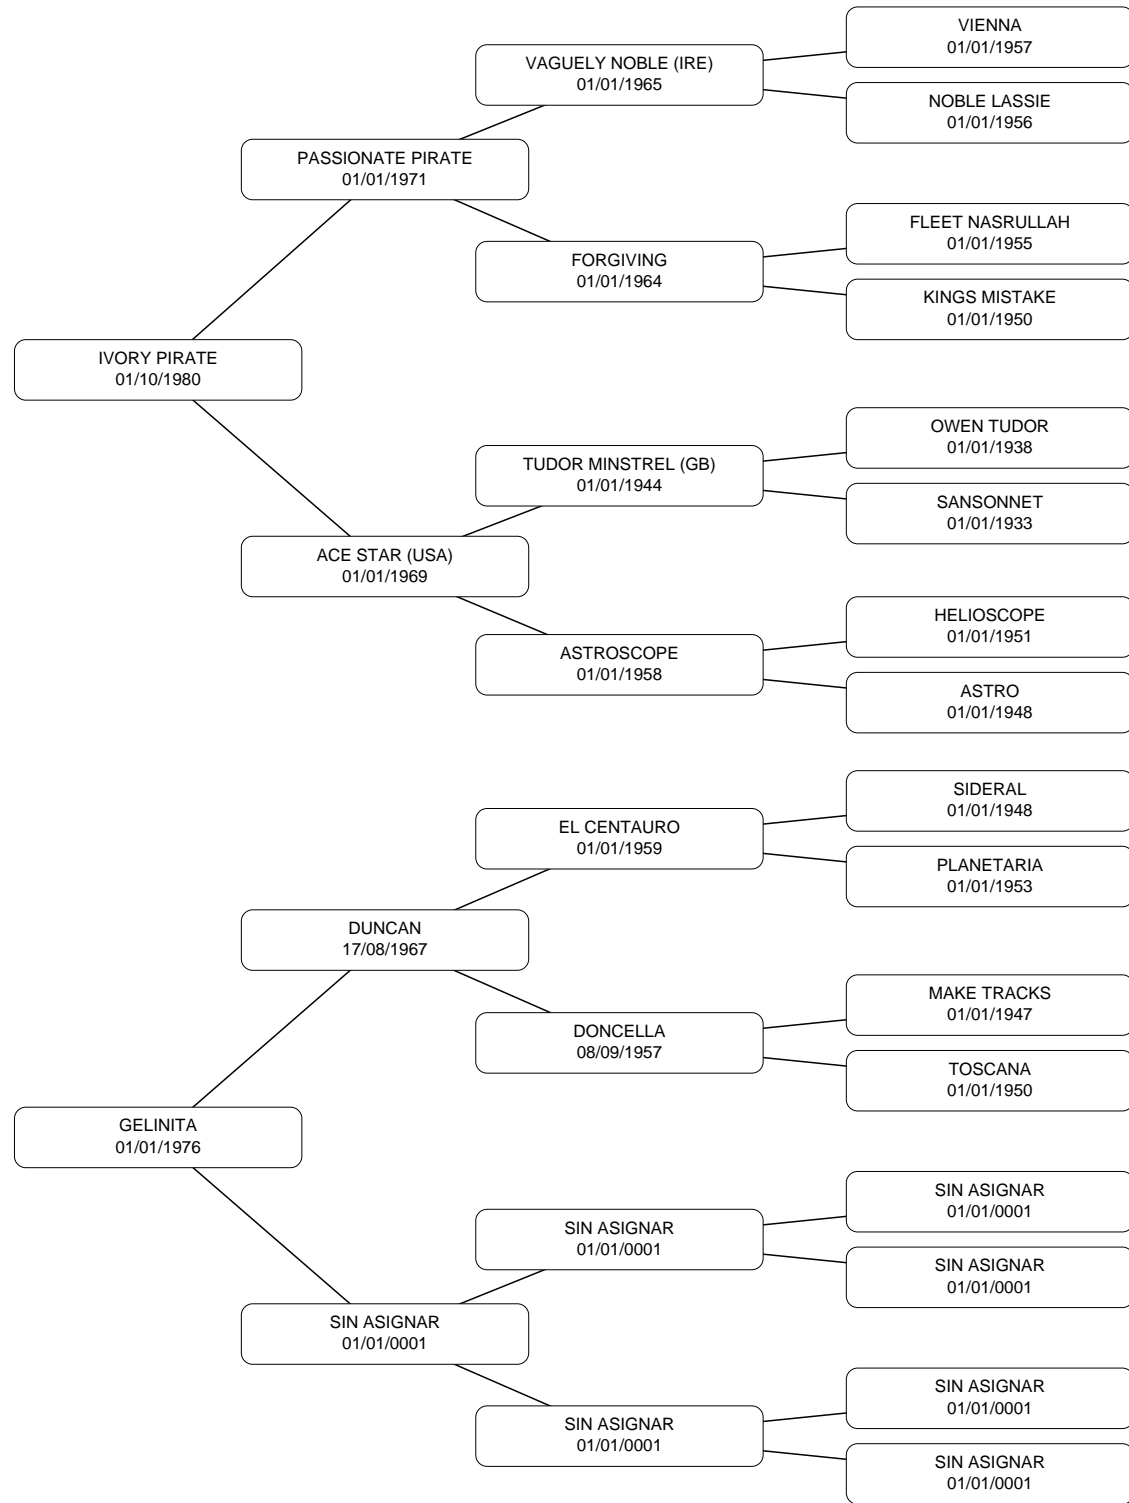 VIENNA
01/01/1957
VAGUELY NOBLE (IRE)
01/01/1965
NOBLE LASSIE
01/01/1956
PASSIONATE PIRATE
01/01/1971
FLEET NASRULLAH
01/01/1955
FORGIVING
01/01/1964
KINGS MISTAKE
01/01/1950
IVORY PIRATE
01/10/1980
OWEN TUDOR
01/01/1938
TUDOR MINSTREL (GB)
01/01/1944
SANSONNET
01/01/1933
ACE STAR (USA)
01/01/1969
HELIOSCOPE
01/01/1951
ASTROSCOPE
01/01/1958
ASTRO
01/01/1948
SIDERAL
01/01/1948
EL CENTAURO
01/01/1959
PLANETARIA
01/01/1953
DUNCAN
17/08/1967
MAKE TRACKS
01/01/1947
DONCELLA
08/09/1957
TOSCANA
01/01/1950
GELINITA
01/01/1976
SIN ASIGNAR
01/01/0001
SIN ASIGNAR
01/01/0001
SIN ASIGNAR
01/01/0001
SIN ASIGNAR
01/01/0001
SIN ASIGNAR
01/01/0001
SIN ASIGNAR
01/01/0001
SIN ASIGNAR
01/01/0001